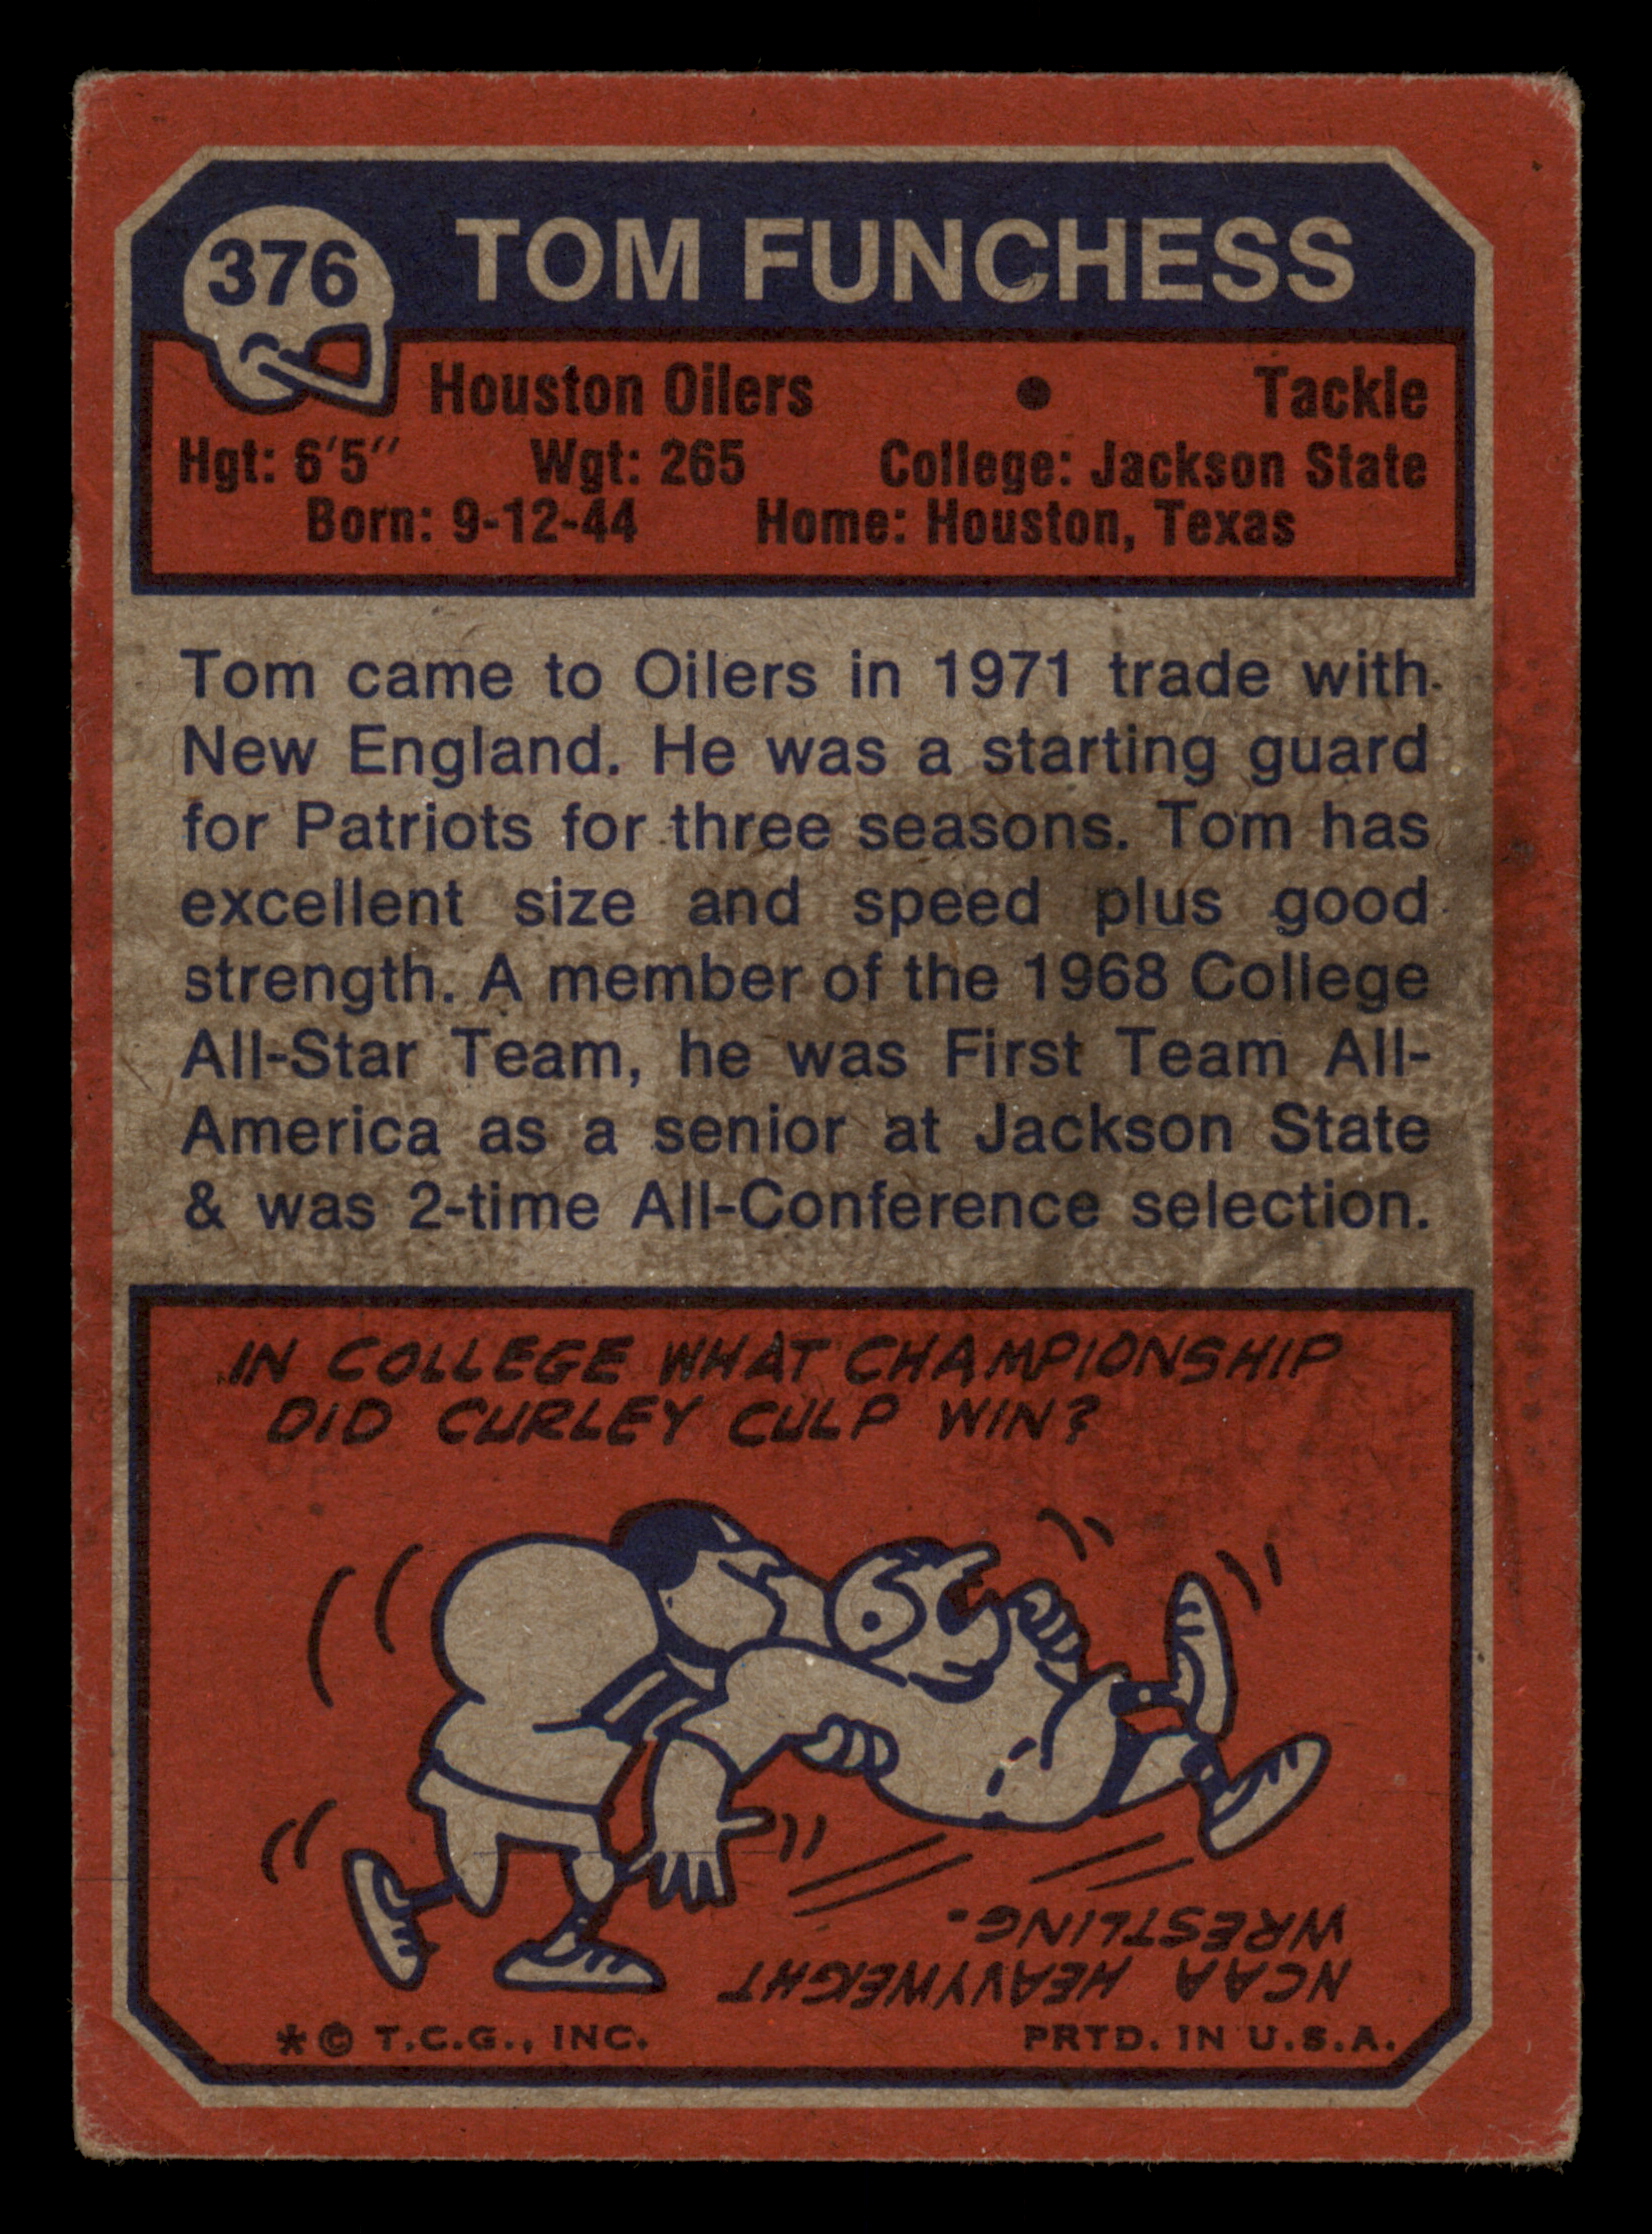 376
TOM FUNCHESS
Houston Oilers • Tackle
Hgt: 6'5" Wgt: 265 College: Jackson State
Born: 9-12-44 Home: Houston, Texas
Tom came to Oilers in 1971 trade with
New England. He was a starting guard
for Patriots for three seasons. Tom has
excellent size and speed plus good
strength. A member of the 1968 College
All-Star Team, he was First Team All-
America as a senior at Jackson State
& was 2-time All-Conference selection.
IN COLLEGE WHAT CHAMPIONSHIP
DID CURLEY CULP WIN?
NCAA HEAVYWEIGHT
WRESTLING.
*© T.C.G., INC. PRTD. IN U.S.A.